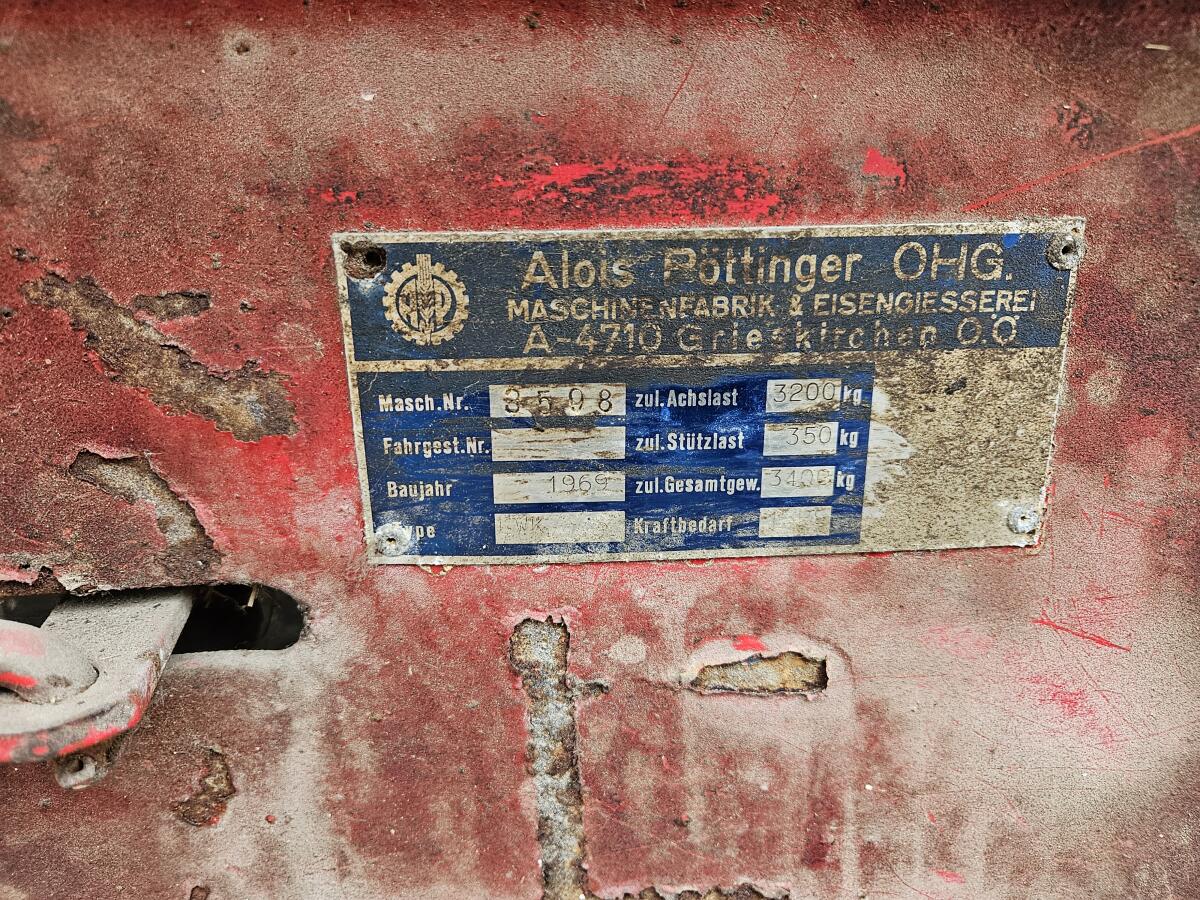 Alois Pöttinger OHG.
MASCHINENFABRIK & EISENGIESSEREI
A-4710 Grieskirchen O.Ö
Masch.Nr. 3598 zul.Achslast 3200 kg
Fahrgest.Nr. zul.Stützlast 350 kg
Baujahr 1969 zul.Gesamtgew. 3400 kg
Type Kraftbedarf